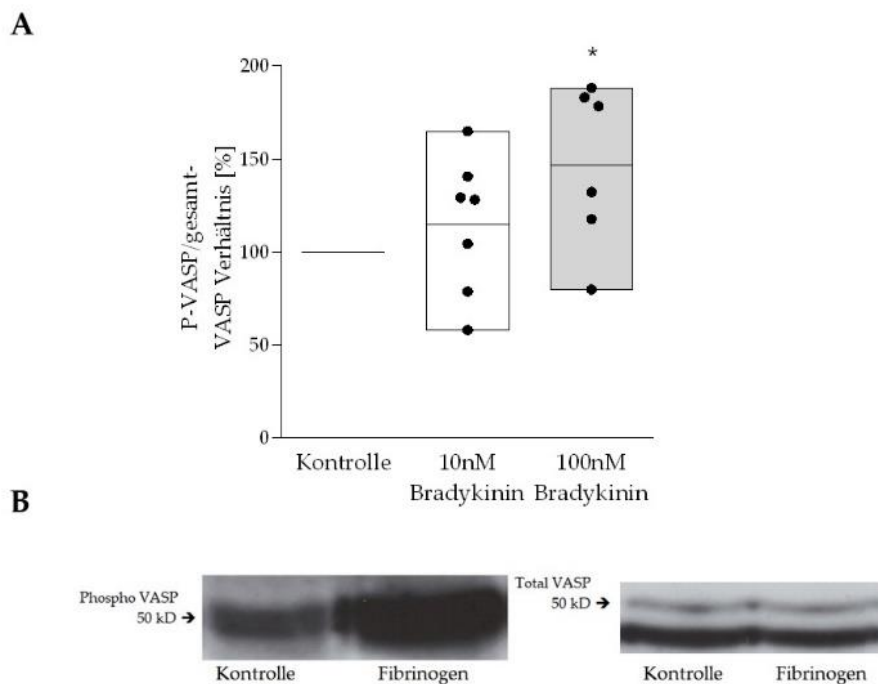 A
P-VASP/gesamt-
VASP Verhältnis [%]
200
150
100
50
0
*
Kontrolle
10nM
Bradykinin
100nM
Bradykinin
B
Phospho VASP
50 kD →
Kontrolle
Fibrinogen
Total VASP
50 kD →
Kontrolle
Fibrinogen